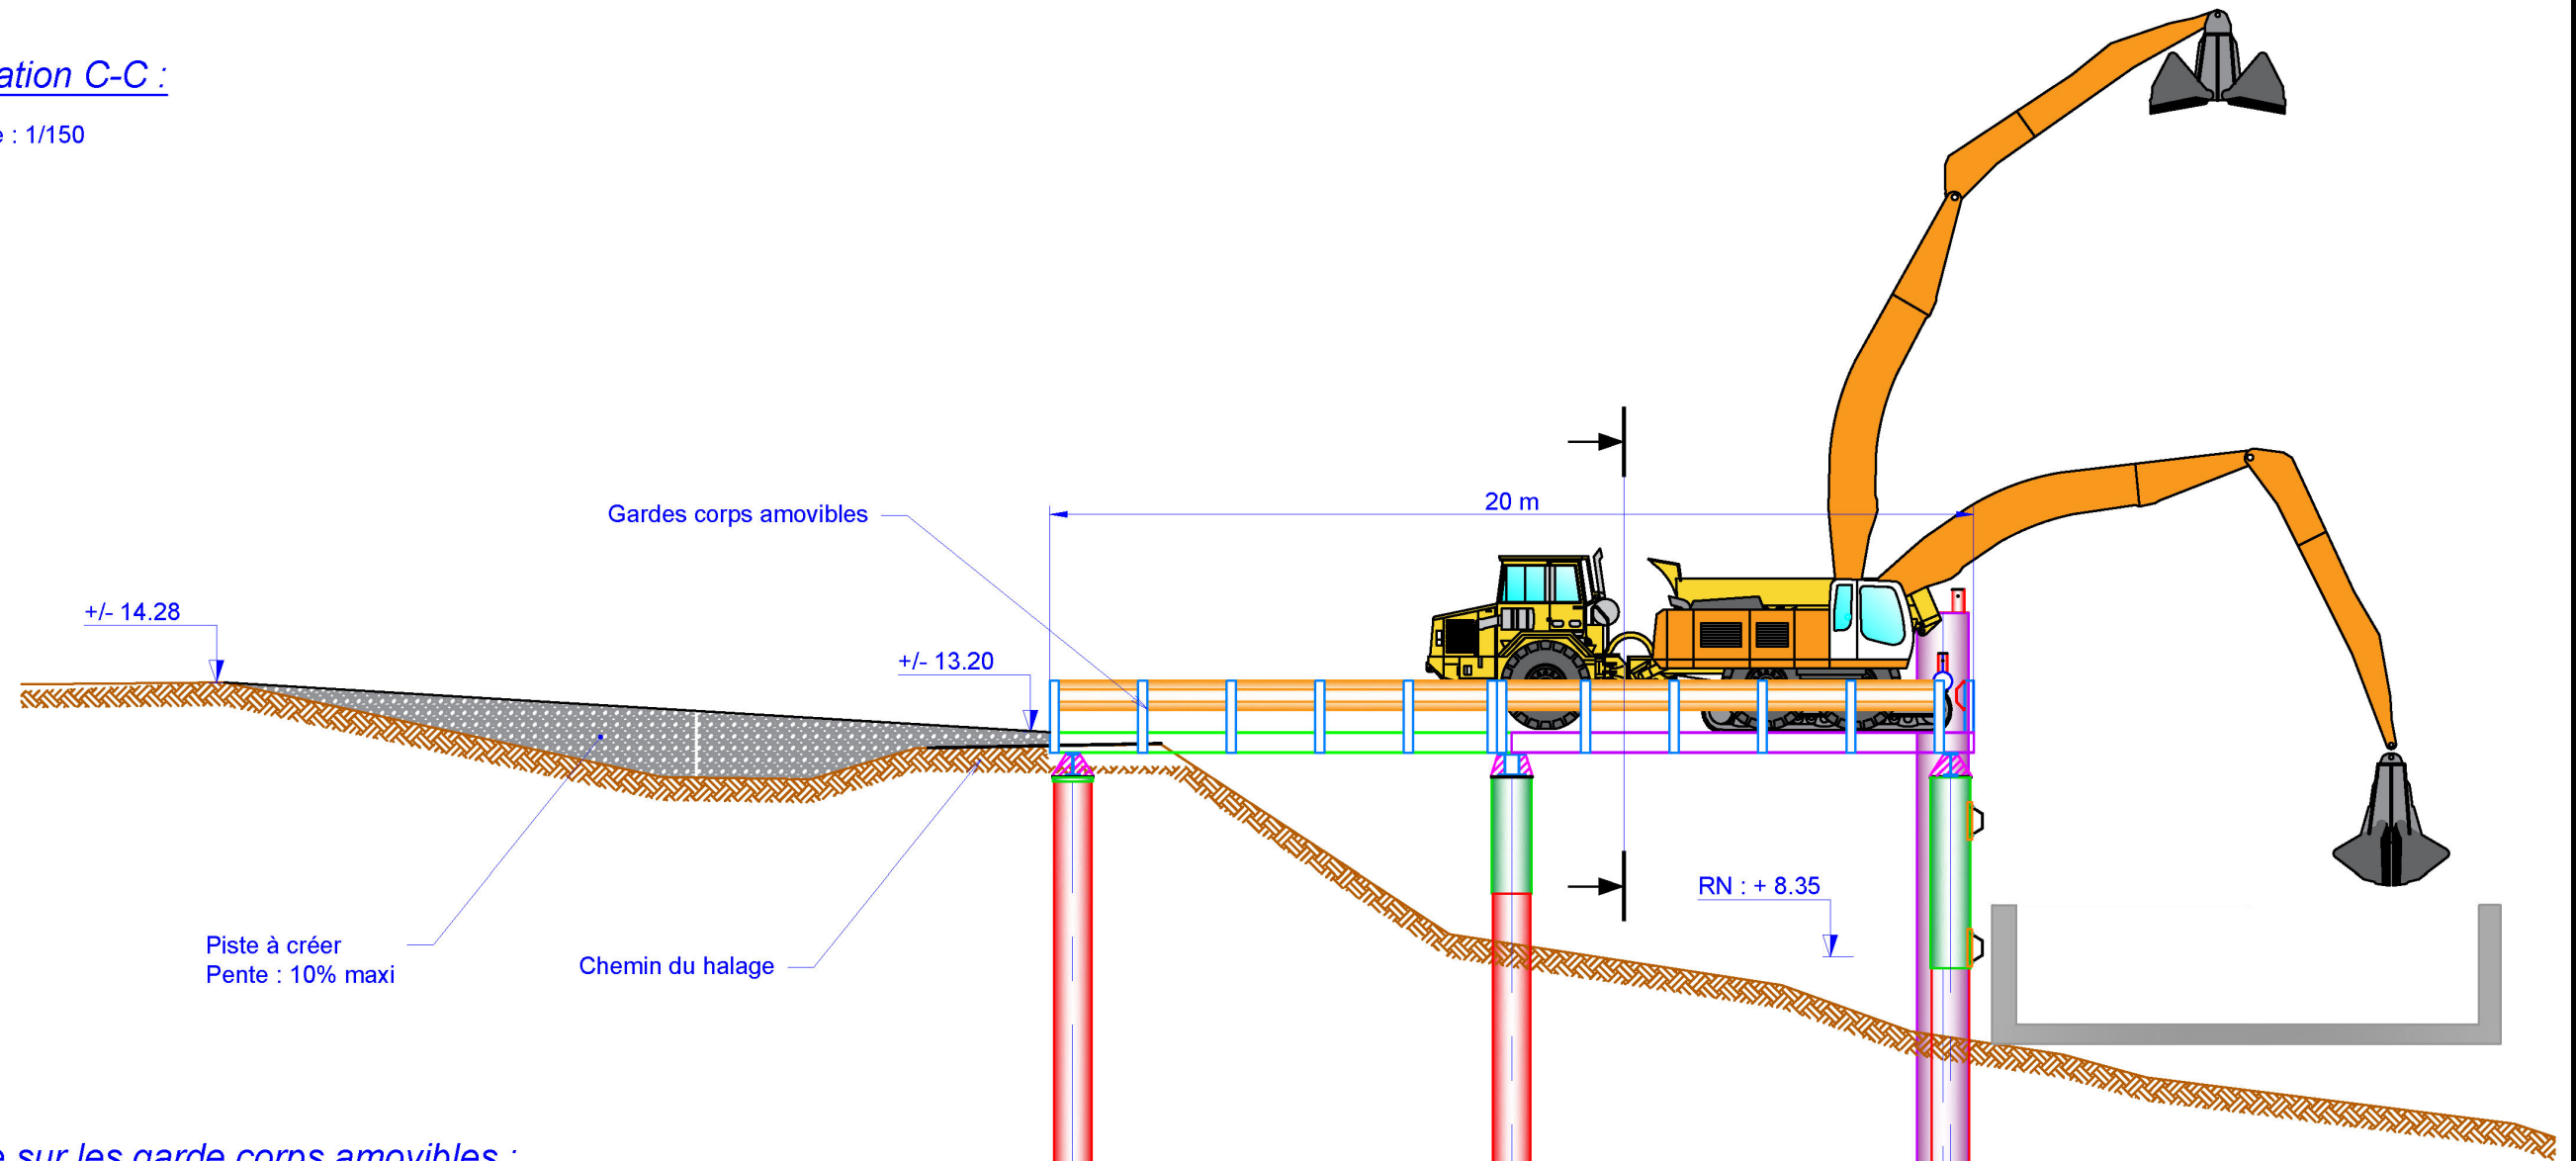 ation C-C :
e : 1/150
20 m
Gardes corps amovibles
+/- 14.28
+/- 13.20
RN : + 8.35
Piste à créer
Pente : 10% maxi
Chemin du halage
e sur les garde corps amovibles :